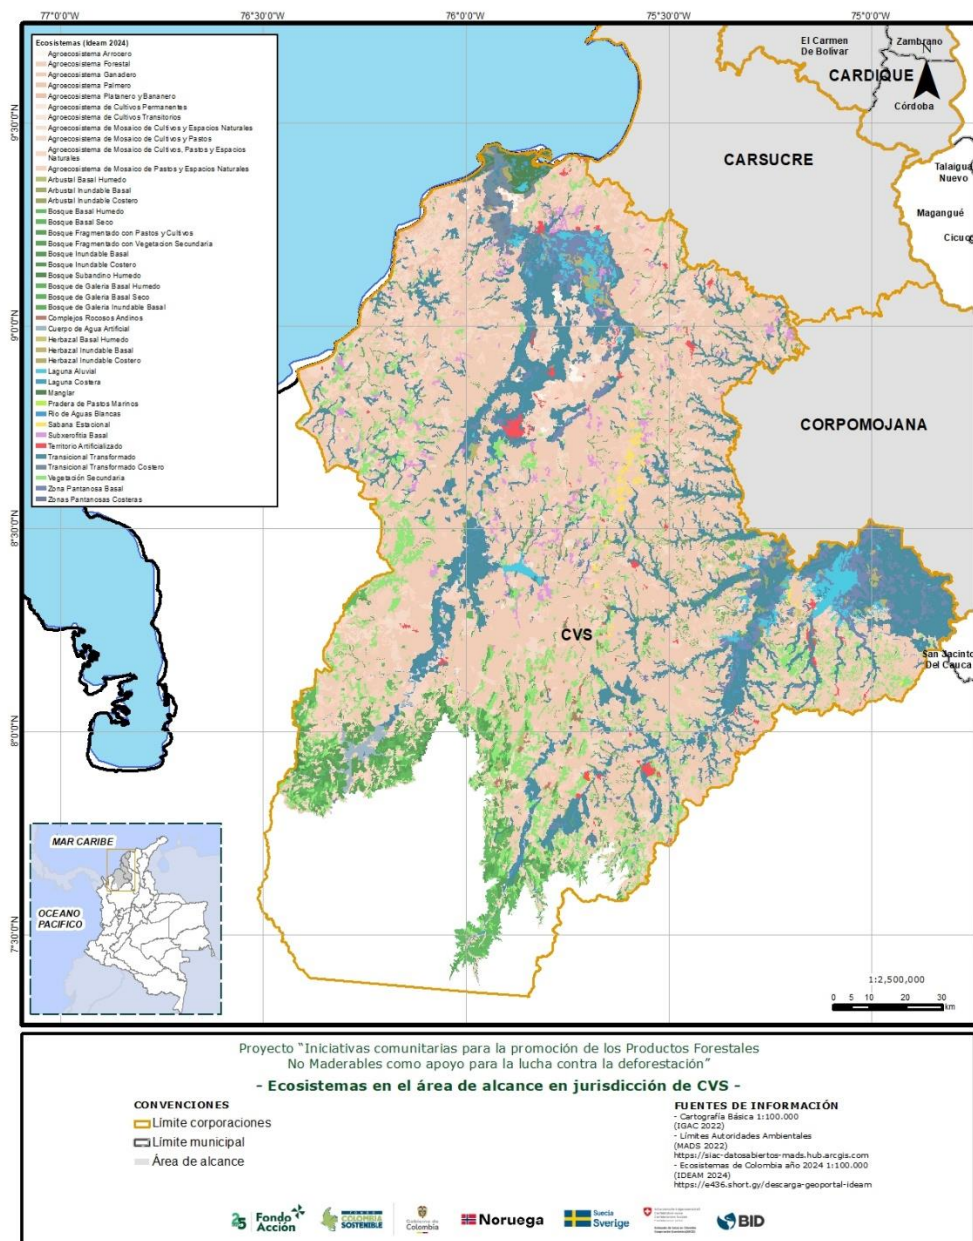 77°0'0"W
76°30'0"W
76°0'0"W
75°30'0"W
75°0'0"W
9°30'0"N
9°0'0"N
8°30'0"N
8°0'0"N
7°30'0"N
Ecosistemas (Ideam 2024)
Agroecosistema Arrocero
Agroecosistema Forestal
Agroecosistema Ganadero
Agroecosistema Palmero
Agroecosistema Platanero y Bananero
Agroecosistema de Cultivos Permanentes
Agroecosistema de Cultivos Transitorios
Agroecosistema de Mosaico de Cultivos y Espacios Naturales
Agroecosistema de Mosaico de Cultivos y Pastos
Agroecosistema de Mosaico de Cultivos, Pastos y Espacios
Naturales
Agroecosistema de Mosaico de Pastos y Espacios Naturales
Arbustal Basal Humedo
Arbustal Inundable Basal
Arbustal Inundable Costero
Bosque Basal Humedo
Bosque Basal Seco
Bosque Fragmentado con Pastos y Cultivos
Bosque Fragmentado con Vegetacion Secundaria
Bosque Inundable Basal
Bosque Inundable Costero
Bosque Subandino Humedo
Bosque de Galeria Basal Humedo
Bosque de Galeria Basal Seco
Bosque de Galeria Inundable Basal
Complejos Rocosos Andinos
Cuerpo de Agua Artificial
Herbazal Basal Humedo
Herbazal Inundable Basal
Herbazal Inundable Costero
Laguna Aluvial
Laguna Costera
Manglar
Pradera de Pastos Marinos
Rio de Aguas Blancas
Sabana Estacional
Subxerofitia Basal
Territorio Artificializado
Transicional Transformado
Transicional Transformado Costero
Vegetación Secundaria
Zona Pantanosa Basal
Zonas Pantanosas Costeras
El Carmen
De Bolívar
Zambrano
N
CARDIQUE
Córdoba
CARSUCRE
Talaigua
Nuevo
Magangué
Cicuco
CORPOMOJANA
CVS
San Jacinto
Del Cauca
MAR CARIBE
OCEANO
PACIFICO
1:2,500,000
0 5 10 20 30
km
Proyecto "Iniciativas comunitarias para la promoción de los Productos Forestales
No Maderables como apoyo para la lucha contra la deforestación"
- Ecosistemas en el área de alcance en jurisdicción de CVS -
CONVENCIONES
Límite corporaciones
Límite municipal
Área de alcance
FUENTES DE INFORMACIÓN
- Cartografía Básica 1:100.000
(IGAC 2022)
- Límites Autoridades Ambientales
(MADS 2022)
https://siac-datosabiertos-mads.hub.arcgis.com
- Ecosistemas de Colombia año 2024 1:100.000
(IDEAM 2024)
https://e436.short.gy/descarga-geoportal-ideam
25 Fondo Acción
FONDO COLOMBIA SOSTENIBLE
Gobierno de Colombia
Noruega
Suecia
Sverige
BID